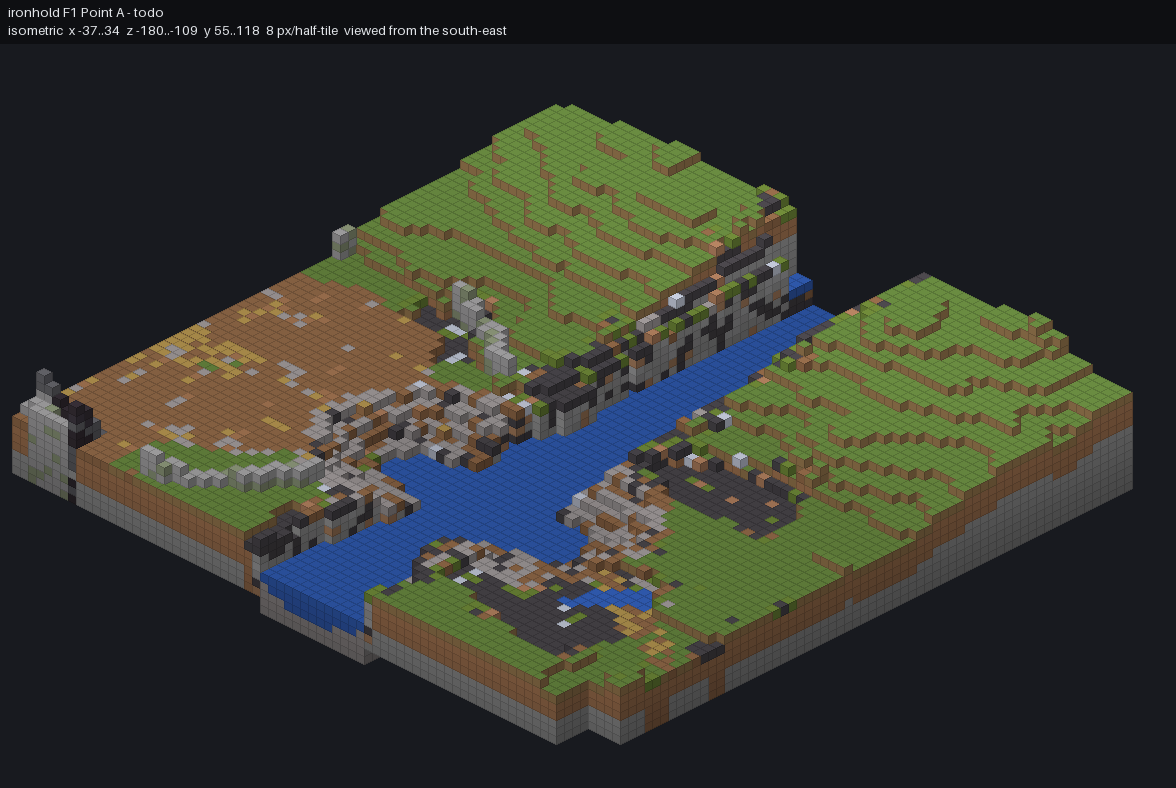 ironhold F1 Point A - todo
isometric x -37..34 z -180..-109 y 55..118 8 px/half-tile viewed from the south-east